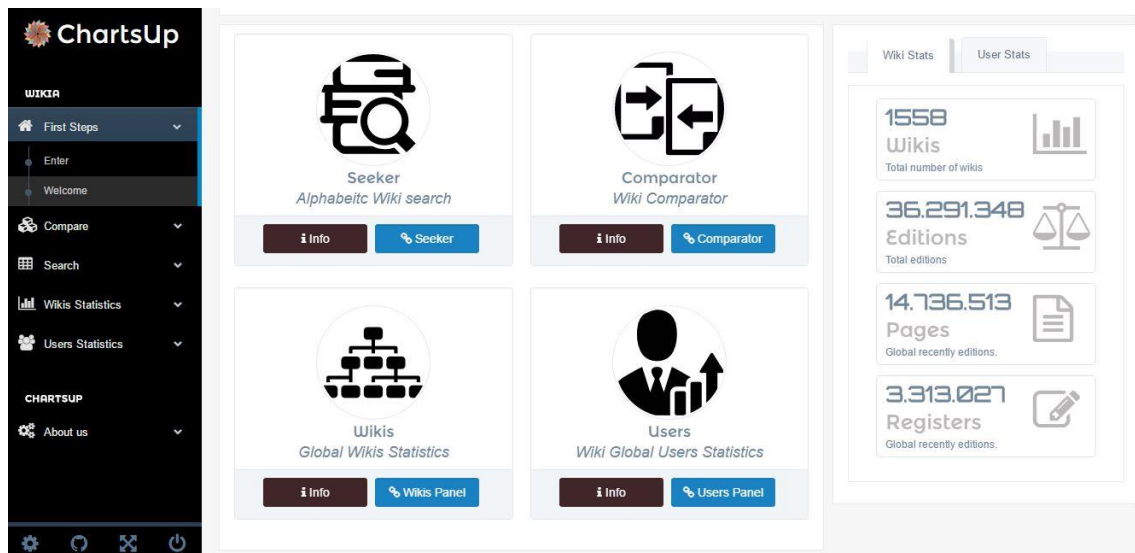 ChartsUp
WIKIA
First Steps
Enter
Welcome
Compare
Search
Wikis Statistics
Users Statistics
CHARTSUP
About us
Seeker
Alphabeitc Wiki search
Info
Seeker
Comparator
Wiki Comparator
Info
Comparator
Wikis
Global Wikis Statistics
Info
Wikis Panel
Users
Wiki Global Users Statistics
Info
Users Panel
Wiki Stats
User Stats
1558
Wikis
Total number of wikis
36.291.348
Editions
Total editions
14.736.513
Pages
Global recently editions.
3.313.027
Registers
Global recently editions.